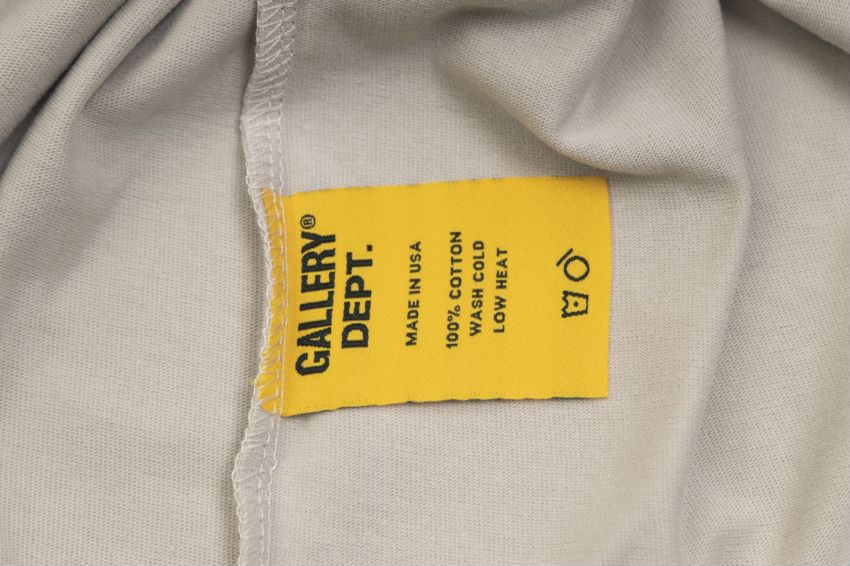 GALLERY®
DEPT.
MADE IN USA
100% COTTON
WASH COLD
LOW HEAT